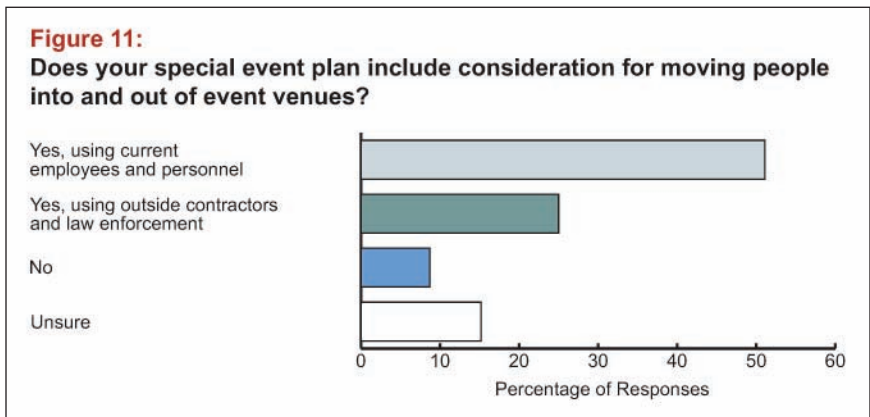 Figure 11:
Does your special event plan include consideration for moving people
into and out of event venues?
Yes, using current
employees and personnel
Yes, using outside contractors
and law enforcement
No
Unsure
0 10 20 30 40 50 60
Percentage of Responses